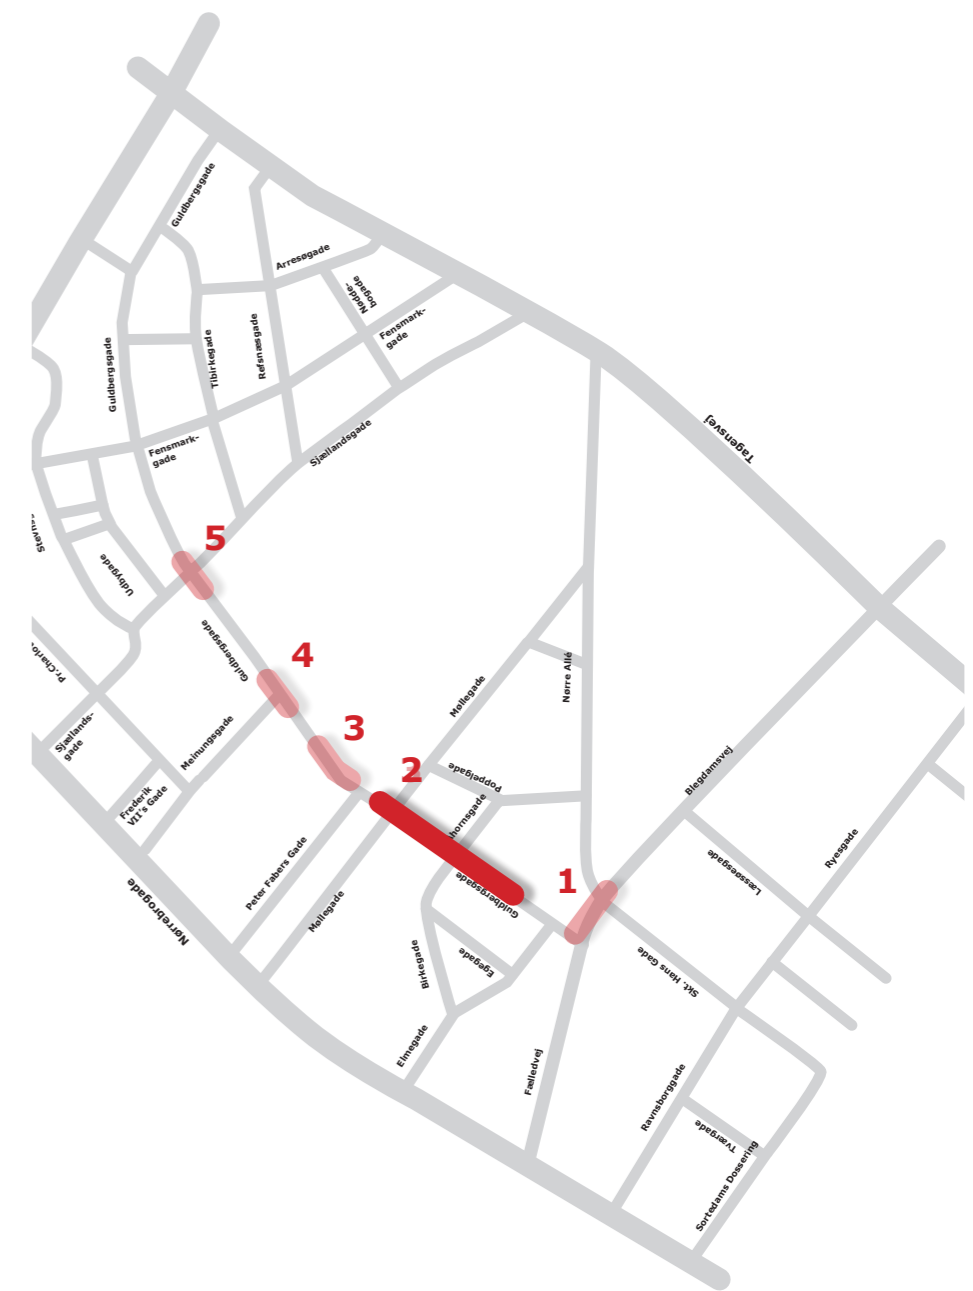 Guldbergsgade
Arresøgade
Nødde-
bogade
Fensmark-
gade
Guldbergsgade
Tibirkegade
Refsnæsgade
Tagensvej
Sjællandsgade
Fensmark-
gade
5
Udbygade
Guldbergsgade
4
Møllegade
Nørre Allé
Sjællands-
gade
Meinungsgade
3
2
Poppelgade
Blegdamsvej
Frederik
VII's Gade
Peter Fabers Gade
1
Guldbergsgade
Læssøesgade
Ryesgade
Nørrebrogade
Møllegade
Birkegade
Egegade
Skt. Hans Gade
Elmegade
Fælledvej
Ravnsborggade
Tværgade
Sortedams Dossering